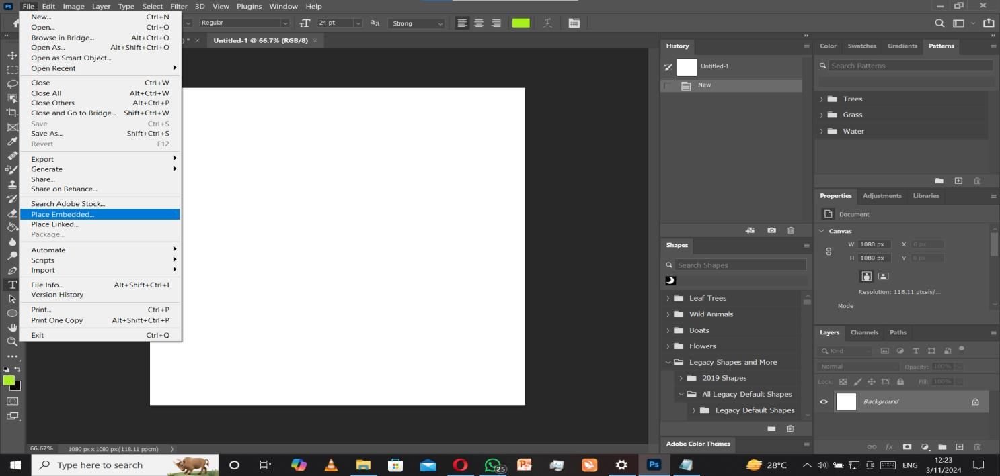 Ps File Edit Image Layer Type Select Filter 3D View Plugins Window Help
Regular 24 pt aa Strong
) * × Untitled-1 @ 66.7% (RGB/8) ×
New... Ctrl+N
Open... Ctrl+O
Browse in Bridge... Alt+Ctrl+O
Open As... Alt+Shift+Ctrl+O
Open as Smart Object...
Open Recent
Close Ctrl+W
Close All Alt+Ctrl+W
Close Others Alt+Ctrl+P
Close and Go to Bridge... Shift+Ctrl+W
Save Ctrl+S
Save As... Shift+Ctrl+S
Revert F12
Export
Generate
Share...
Share on Behance...
Search Adobe Stock...
Place Embedded...
Place Linked...
Package...
Automate
Scripts
Import
File Info... Alt+Shift+Ctrl+I
Version History
Print... Ctrl+P
Print One Copy Alt+Shift+Ctrl+P
Exit Ctrl+Q
66.67% 1080 px x 1080 px (118.11 ppcm)
History
Untitled-1
New
Shapes
Search Shapes
Leaf Trees
Wild Animals
Boats
Flowers
Legacy Shapes and More
2019 Shapes
All Legacy Default Shapes
Legacy Default Shapes
Adobe Color Themes
Color Swatches Gradients Patterns
Search Patterns
Trees
Grass
Water
Properties Adjustments Libraries
Document
Canvas
W 1080 px X 0 px
H 1080 px Y 0 px
Resolution: 118.11 pixels/...
Mode
Layers Channels Paths
Kind
Normal Opacity: 100%
Lock: Fill: 100%
Background
fx
Type here to search
25
Ps
28°C
ENG
12:23
3/11/2024